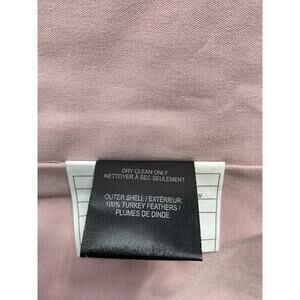 DRY CLEAN ONLY
NETTOYER À SEC SEULEMENT
OUTER SHELL / EXTÉRIEUR:
100% TURKEY FEATHERS /
PLUMES DE DINDE